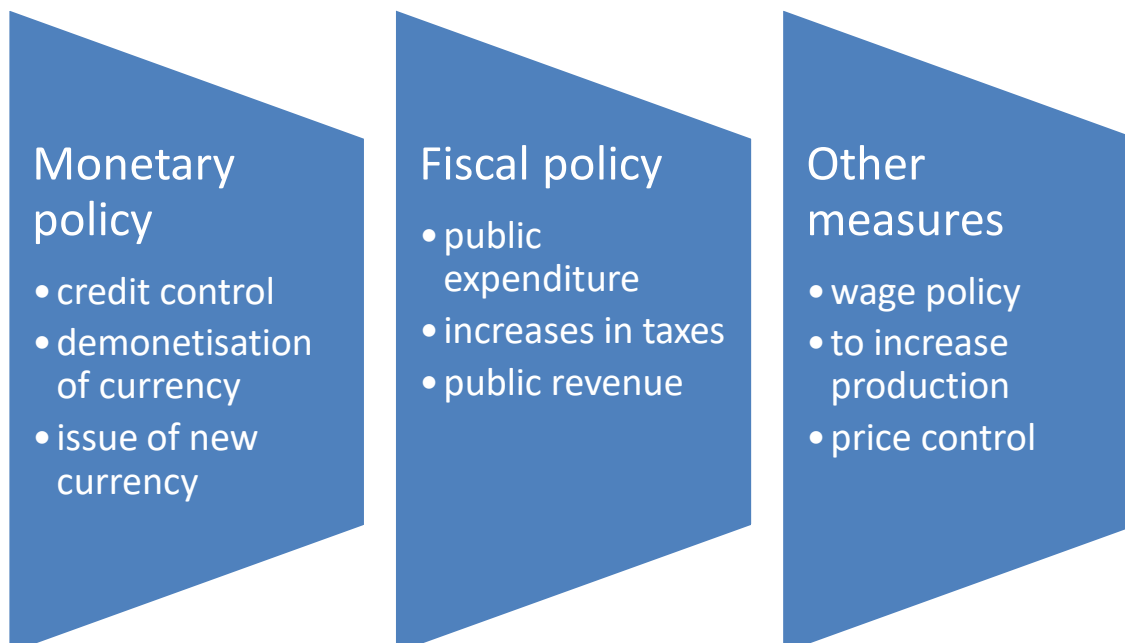 Monetary
policy
• credit control
• demonetisation
of currency
• issue of new
currency
Fiscal policy
• public
expenditure
• increases in taxes
• public revenue
Other
measures
• wage policy
• to increase
production
• price control